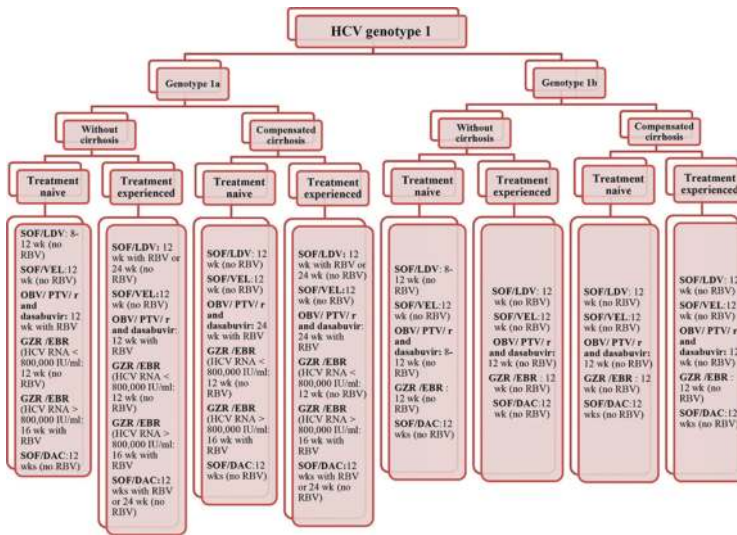 HCV genotype 1
Genotype 1a
Genotype 1b
Without
cirrhosis
Compensated
cirrhosis
Without
cirrhosis
Compensated
cirrhosis
Treatment
naive
Treatment
experienced
Treatment
naive
Treatment
experienced
Treatment
naive
Treatment
experienced
Treatment
naive
Treatment
experienced
SOF/LDV: 8-
12 wk (no
RBV)
SOF/VEL:12
wk (no RBV)
OBV/ PTV/ r
and
dasabuvir: 12
wk with RBV
GZR /EBR
(HCV RNA <
800,000 IU/ml:
12 wk (no RBV)
GZR /EBR
(HCV RNA >
800,000 IU/ml:
16 wk with
RBV
SOF/DAC:12
wks (no RBV)
SOF/LDV: 12
wk with RBV or
24 wk (no
RBV)
SOF/VEL:12
wk (no RBV)
OBV/ PTV/ r
and dasabuvir:
12 wk with
RBV
GZR /EBR
(HCV RNA <
800,000 IU/ml:
12 wk (no RBV)
GZR /EBR
(HCV RNA >
800,000 IU/ml:
16 wk with
RBV
SOF/DAC:12
wks with RBV
or 24 wk (no
RBV)
SOF/LDV: 12
wk (no RBV)
SOF/VEL:12
wk (no RBV)
OBV/ PTV/ r
and
dasabuvir: 24
wk with RBV
GZR /EBR
(HCV RNA <
800,000 IU/ml:
12 wk (no RBV)
GZR /EBR
(HCV RNA >
800,000 IU/ml:
16 wk with
RBV
SOF/DAC:12
wks (no RBV)
SOF/LDV: 12
wk with RBV or
24 wk (no RBV)
SOF/VEL:12
wk (no RBV)
OBV/ PTV/ r
and dasabuvir:
24 wk with
RBV
GZR /EBR
(HCV RNA <
800,000 IU/ml:
12 wk (no RBV)
GZR /EBR
(HCV RNA >
800,000 IU/ml:
16 wk with
RBV
SOF/DAC:12
wks with RBV
or 24 wk (no
RBV)
SOF/LDV: 8-
12 wk (no
RBV)
SOF/VEL:12
wk (no RBV)
OBV/ PTV/ r
and
dasabuvir: 8-
12 wk (no
RBV)
GZR /EBR
: 12 wk (no
RBV)
SOF/DAC:12
wks (no RBV)
SOF/LDV: 12
wk (no RBV)
SOF/VEL:12
wk (no RBV)
OBV/ PTV/ r and
dasabuvir: 12
wk (no RBV)
GZR /EBR : 12
wk (no RBV)
SOF/DAC: 12
wk (no RBV)
SOF/LDV: 12
wk (no RBV)
SOF/VEL:12
wk (no RBV)
OBV/ PTV/ r and
dasabuvir: 12
wk (no RBV)
GZR /EBR : 12
wk (no RBV)
SOF/DAC:12
wks (no RBV)
SOF/LDV: 12
wk (no RBV)
SOF/VEL:12
wk (no RBV)
OBV/ PTV/ r
and
dasabuvir: 12
wk (no RBV)
GZR /EBR :
12 wk (no
RBV)
SOF/DAC:12
wks (no RBV)